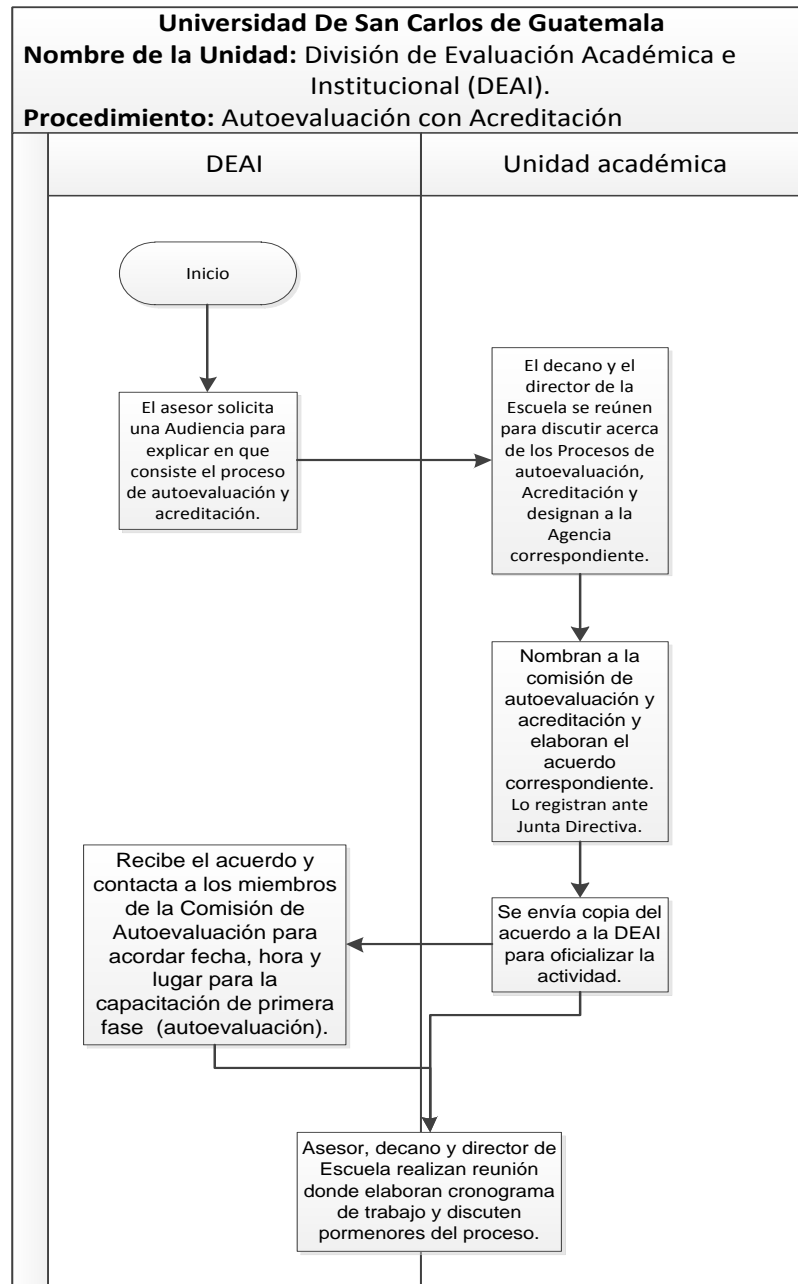 Universidad De San Carlos de Guatemala
Nombre de la Unidad: División de Evaluación Académica e
Institucional (DEAI).
Procedimiento: Autoevaluación con Acreditación
DEAI
Unidad académica
Inicio
El asesor solicita
una Audiencia para
explicar en que
consiste el proceso
de autoevaluación y
acreditación.
El decano y el
director de la
Escuela se reúnen
para discutir acerca
de los Procesos de
autoevaluación,
Acreditación y
designan a la
Agencia
correspondiente.
Nombran a la
comisión de
autoevaluación y
acreditación y
elaboran el
acuerdo
correspondiente.
Lo registran ante
Junta Directiva.
Se envía copia del
acuerdo a la DEAI
para oficializar la
actividad.
Recibe el acuerdo y
contacta a los miembros
de la Comisión de
Autoevaluación para
acordar fecha, hora y
lugar para la
capacitación de primera
fase (autoevaluación).
Asesor, decano y director de
Escuela realizan reunión
donde elaboran cronograma
de trabajo y discuten
pormenores del proceso.